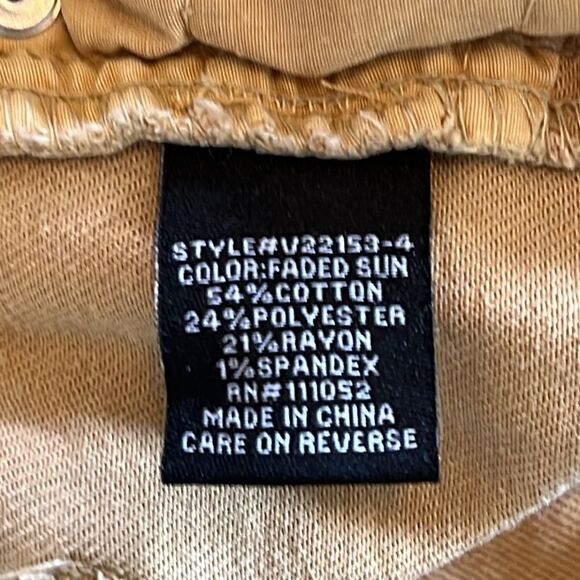 STYLE#V22153-4
COLOR:FADED SUN
54%COTTON
24%POLYESTER
21%RAYON
1%SPANDEX
RN#111052
MADE IN CHINA
CARE ON REVERSE